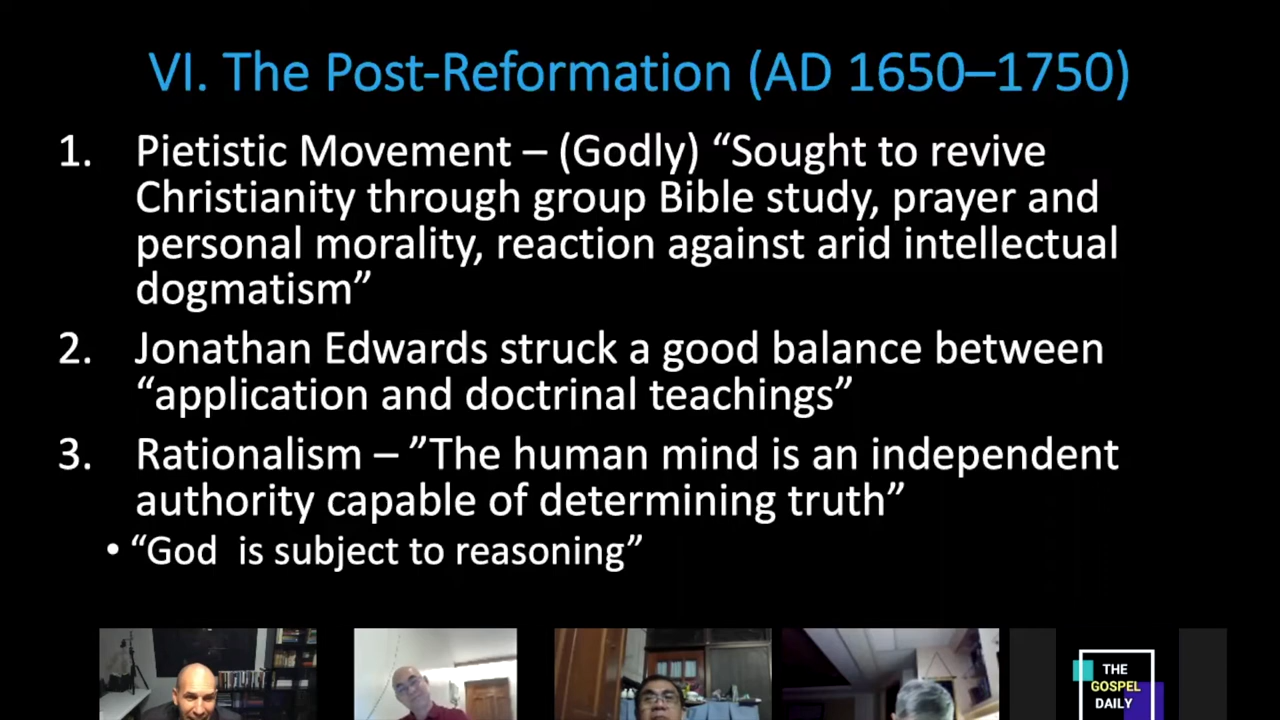 VI. The Post-Reformation (AD 1650–1750)
1. Pietistic Movement – (Godly) “Sought to revive
Christianity through group Bible study, prayer and
personal morality, reaction against arid intellectual
dogmatism”
2. Jonathan Edwards struck a good balance between
“application and doctrinal teachings”
3. Rationalism – ”The human mind is an independent
authority capable of determining truth”
• “God  is subject to reasoning”
THE
GOSPEL
DAILY